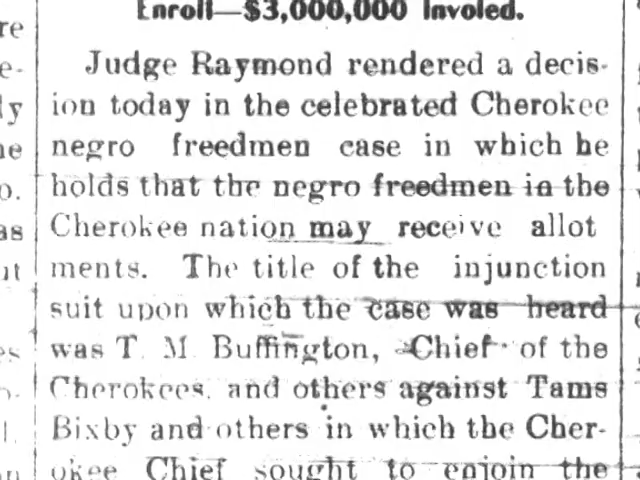 Enroll—$3,000,000 Involed.
Judge Raymond rendered a decis-
ion today in the celebrated Cherokee
negro freedmen case in which he
holds that the negro freedmen in the
Cherokee nation may receive allot
ments. The title of the injunction
suit upon which the case was heard
was T. M. Buffington, Chief of the
Cherokees, and others against Tams
Bixby and others in which the Cher-
okee Chief sought to enjoin the